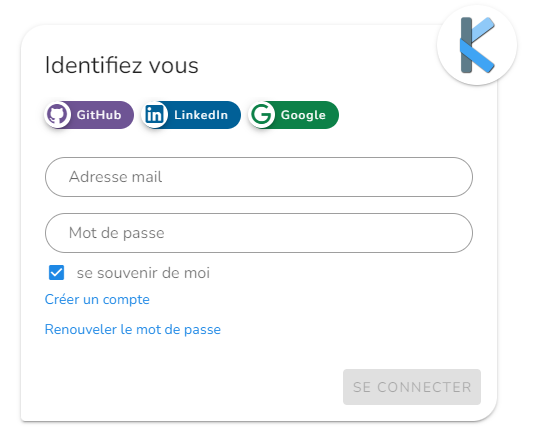 Identifiez vous
GitHub LinkedIn Google
Adresse mail
Mot de passe
se souvenir de moi
Créer un compte
Renouveler le mot de passe
SE CONNECTER